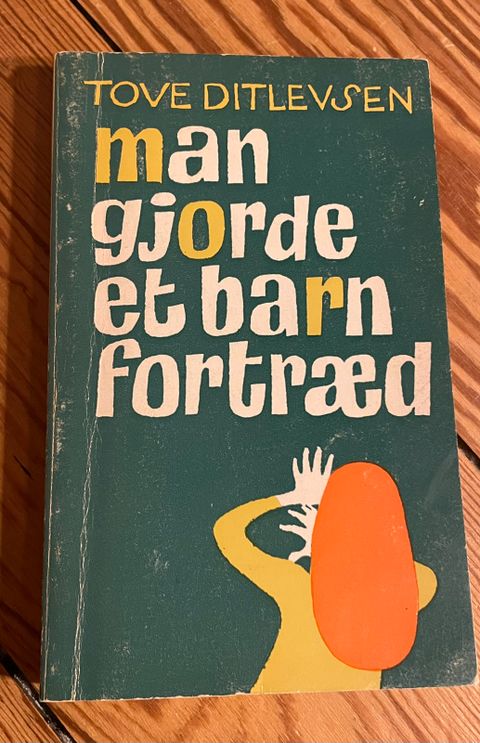 TOVE DITLEVSEN
man
gjorde
et barn
fortræd